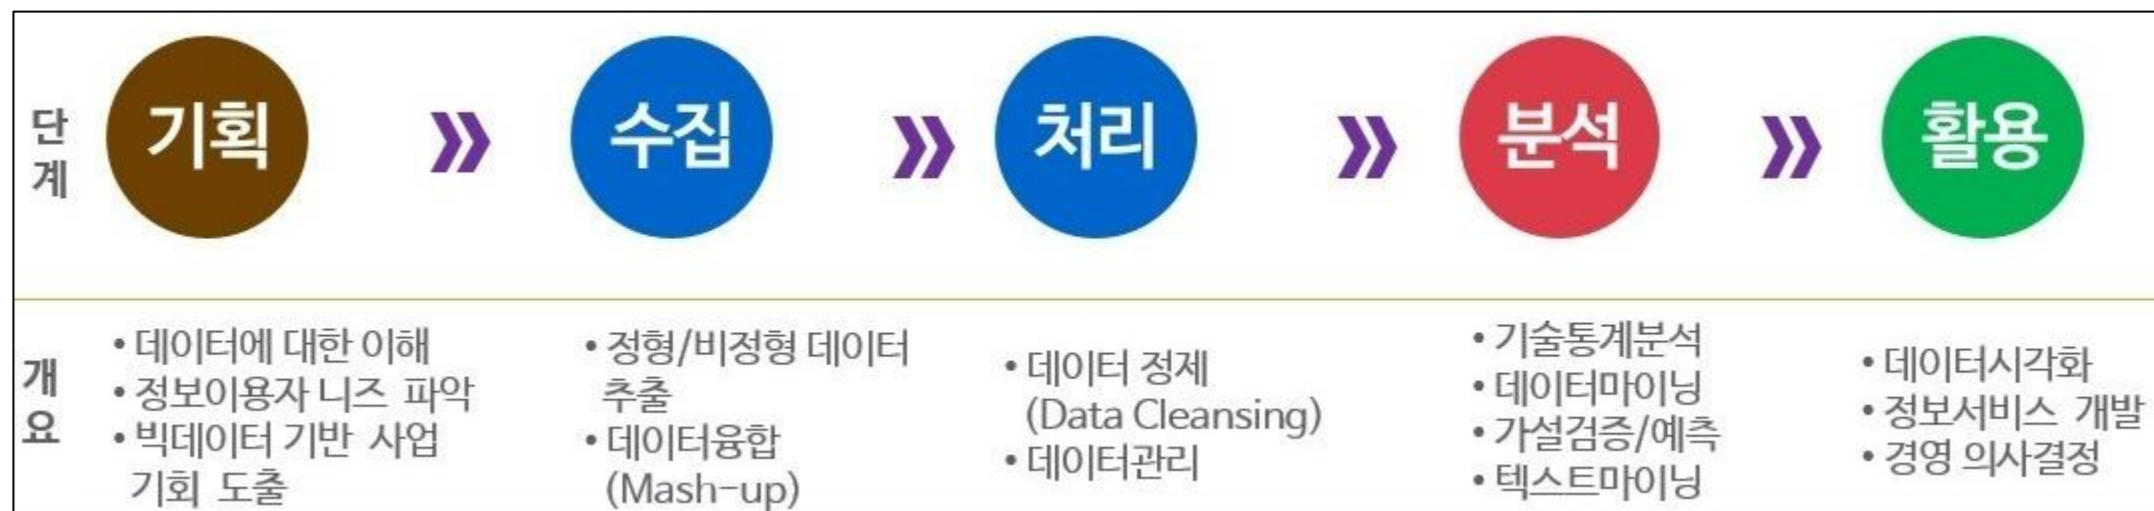 단계
기획
수집
처리
분석
활용
개요
• 데이터에 대한 이해
• 정보이용자 니즈 파악
• 빅데이터 기반 사업
기회 도출
• 정형/비정형 데이터
추출
• 데이터융합
(Mash-up)
• 데이터 정제
(Data Cleansing)
• 데이터관리
• 기술통계분석
• 데이터마이닝
• 가설검증/예측
• 텍스트마이닝
• 데이터시각화
• 정보서비스 개발
• 경영 의사결정